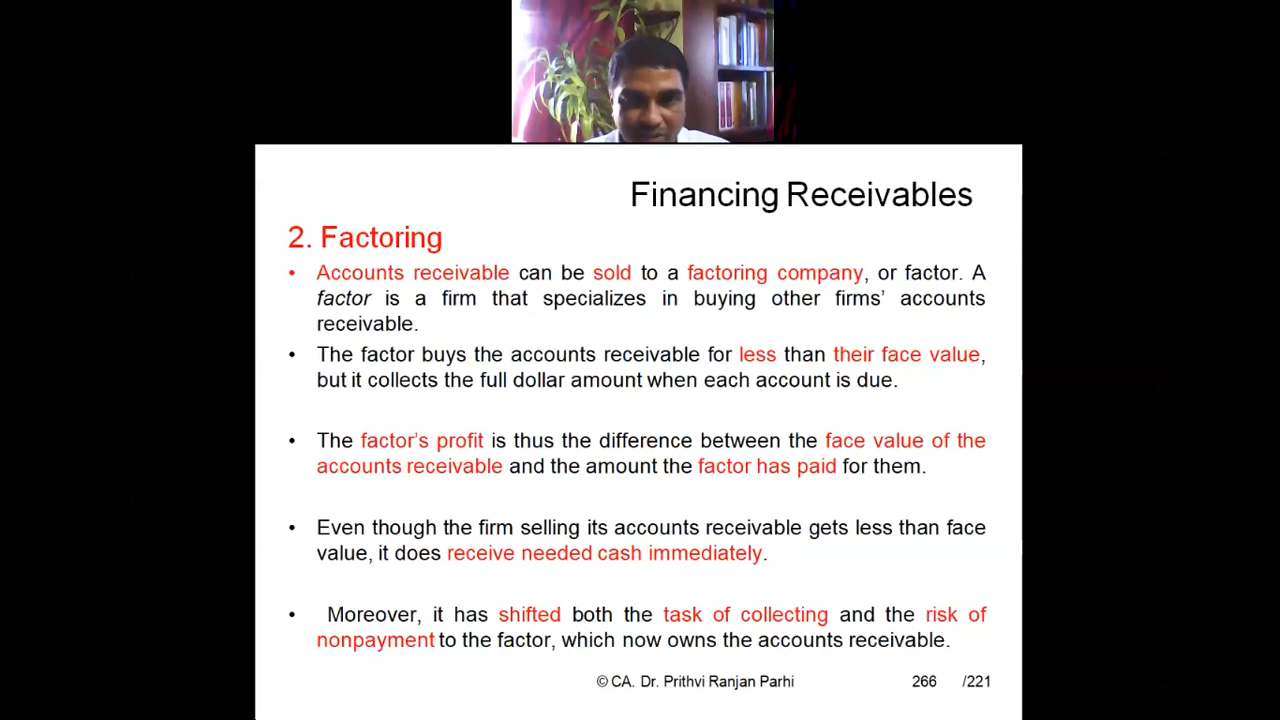 Financing Receivables
2. Factoring
• Accounts receivable can be sold to a factoring company, or factor. A
factor is a firm that specializes in buying other firms’ accounts
receivable.
• The factor buys the accounts receivable for less than their face value,
but it collects the full dollar amount when each account is due.
• The factor’s profit is thus the difference between the face value of the
accounts receivable and the amount the factor has paid for them.
• Even though the firm selling its accounts receivable gets less than face
value, it does receive needed cash immediately.
• Moreover, it has shifted both the task of collecting and the risk of
nonpayment to the factor, which now owns the accounts receivable.
© CA. Dr. Prithvi Ranjan Parhi 266 /221